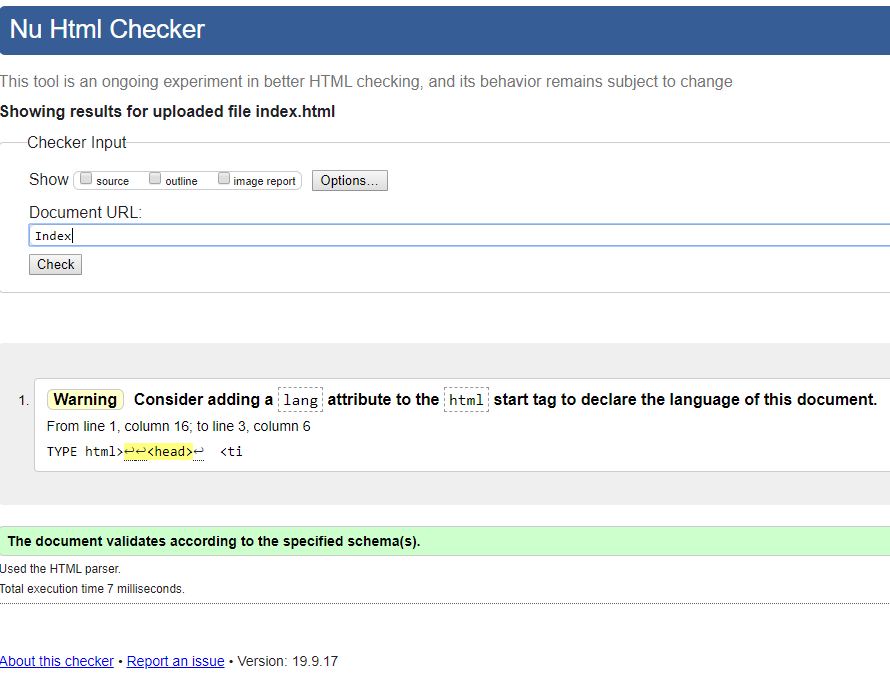 Nu Html Checker
This tool is an ongoing experiment in better HTML checking, and its behavior remains subject to change
Showing results for uploaded file index.html
Checker Input
Show source outline image report Options...
Document URL:
Index
Check
1. Warning Consider adding a lang attribute to the html start tag to declare the language of this document.
From line 1, column 16; to line 3, column 6
TYPE html>↩↩<head>↩  <ti
The document validates according to the specified schema(s).
Used the HTML parser.
Total execution time 7 milliseconds.
About this checker • Report an issue • Version: 19.9.17